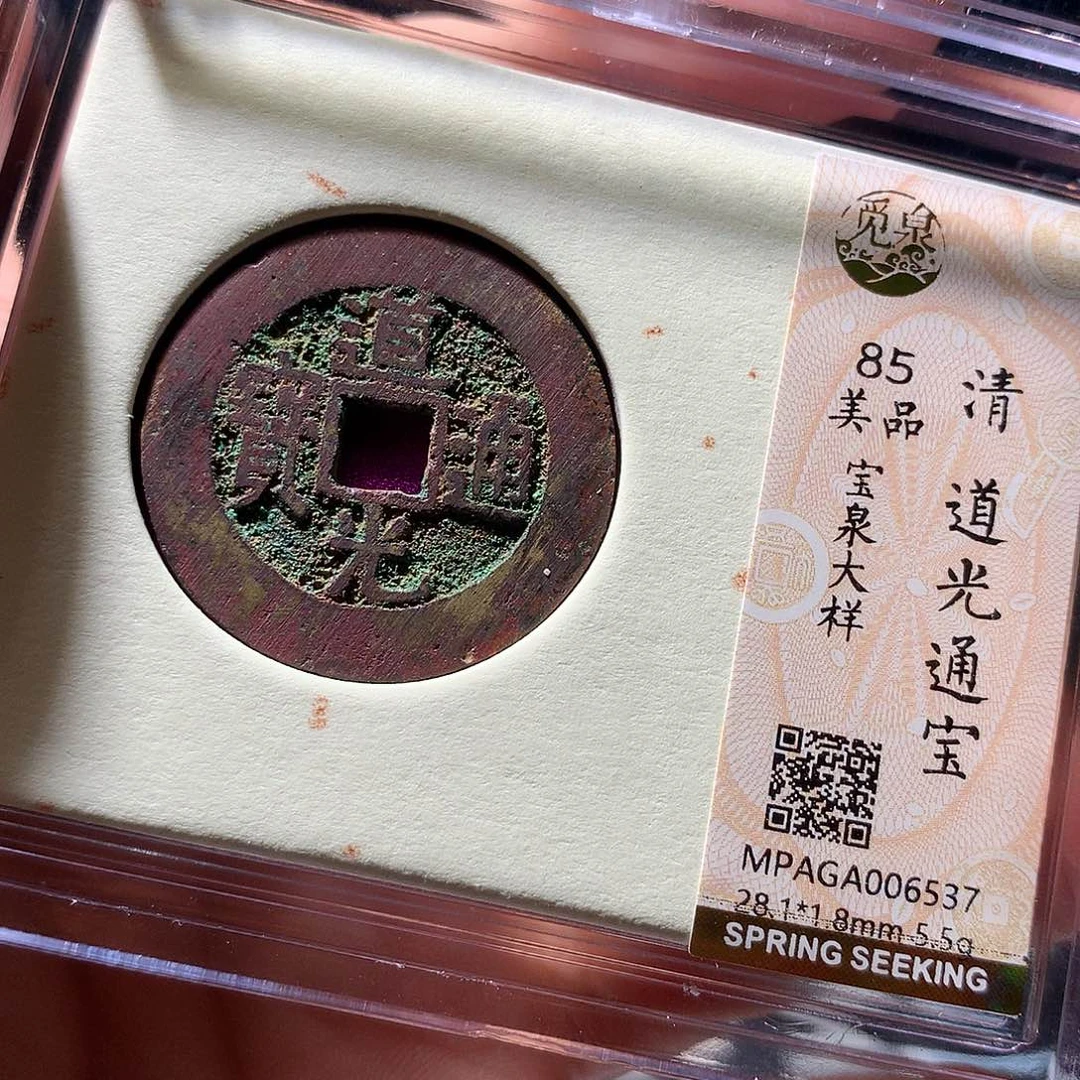 道光通寶
觅泉
清 道光通宝
85
美品
宝泉大样
MPAGA006537
28.1*1.8mm 5.5g
SPRING SEEKING